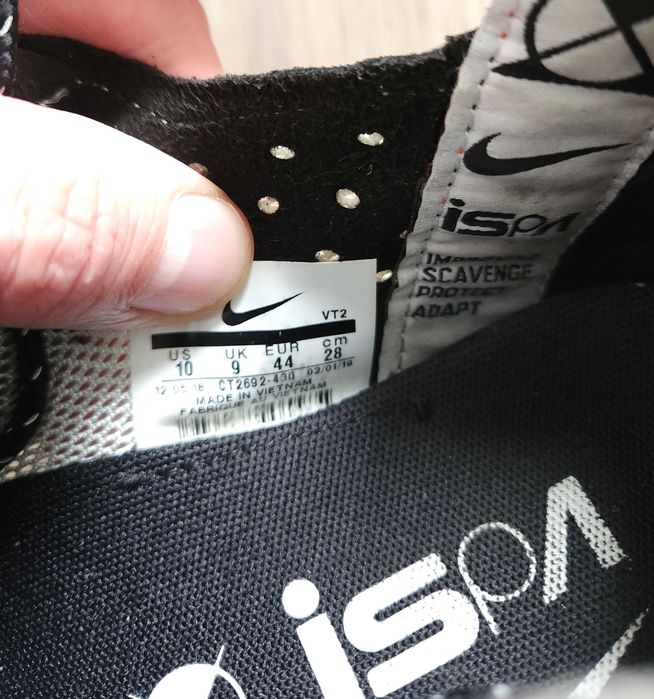 ispA
IMPROVISE
SCAVENGE
PROTECT
ADAPT
VT2
US UK EUR cm
10 9 44 28
12/05/18 CT2692-400 02/01/19
MADE IN VIETNAM
FABRIQUE AU VIETNAM
ispA